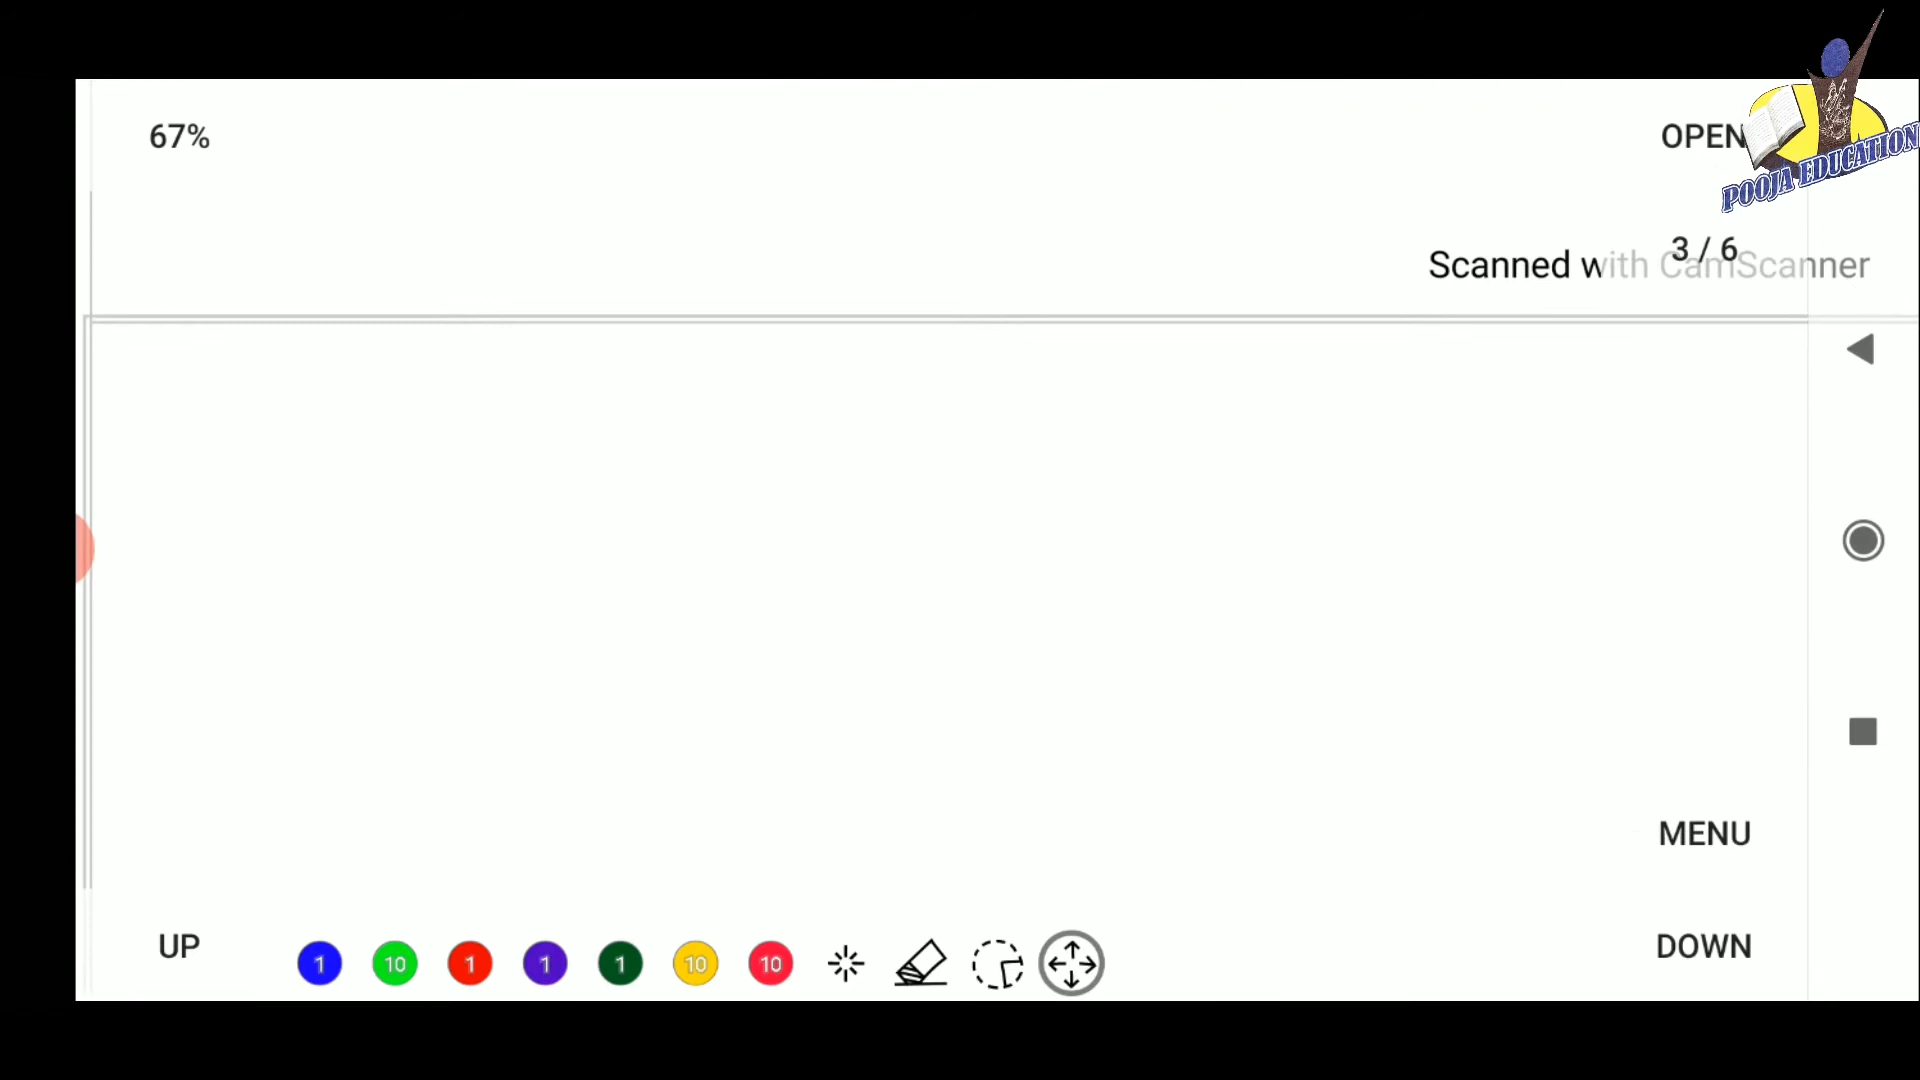 67%
OPEN
POOJA EDUCATION
3 / 6
Scanned with CamScanner
MENU
UP
1
10
1
1
1
10
10
DOWN